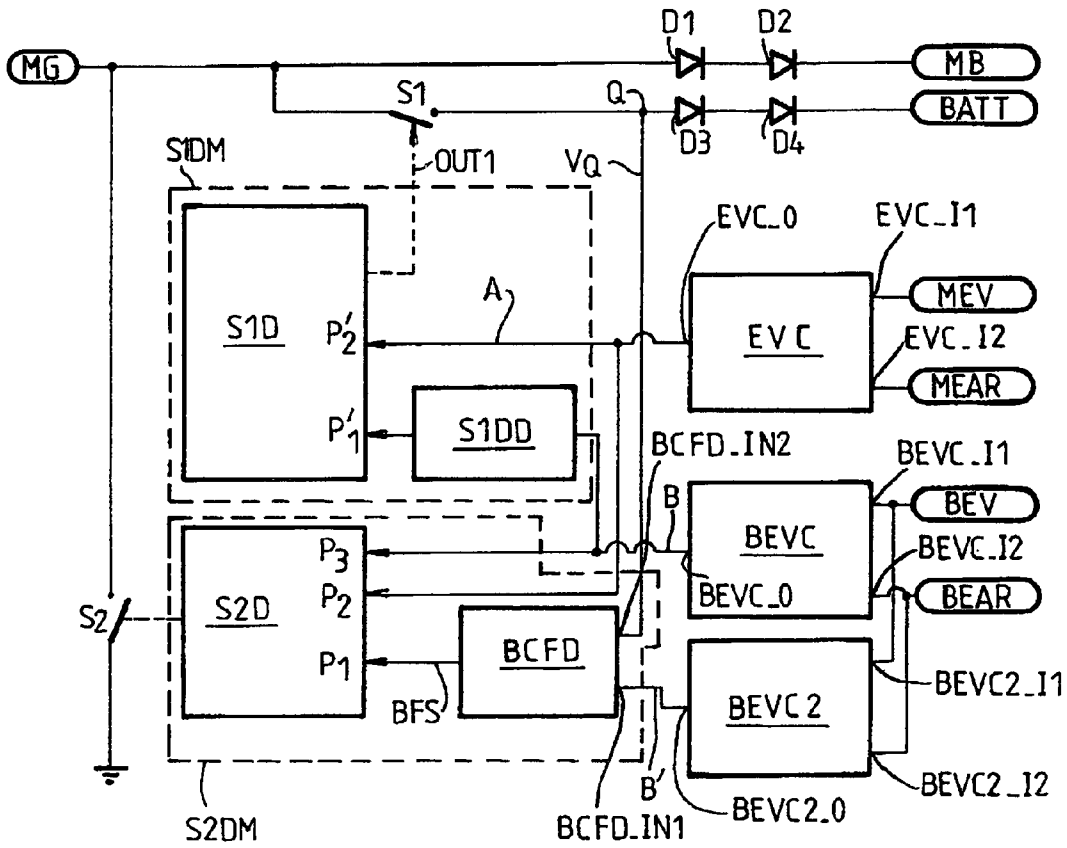 D1
D2
MG
MB
S1
Q
BATT
D3
D4
S1DM
OUT1
VQ
EVC_0
EVC_I1
A
MEV
S1D
P'2
EVC
EVC_I2
MEAR
P'1
S1DD
BCFD_IN2
BEVC_I1
B
BEV
P3
BEVC
BEVC_I2
S2
S2D
P2
BEVC_0
BEAR
P1
BCFD
BFS
BEVC2
BEVC2_I1
B'
BEVC2_I2
S2DM
BCFD_IN1
BEVC2_0